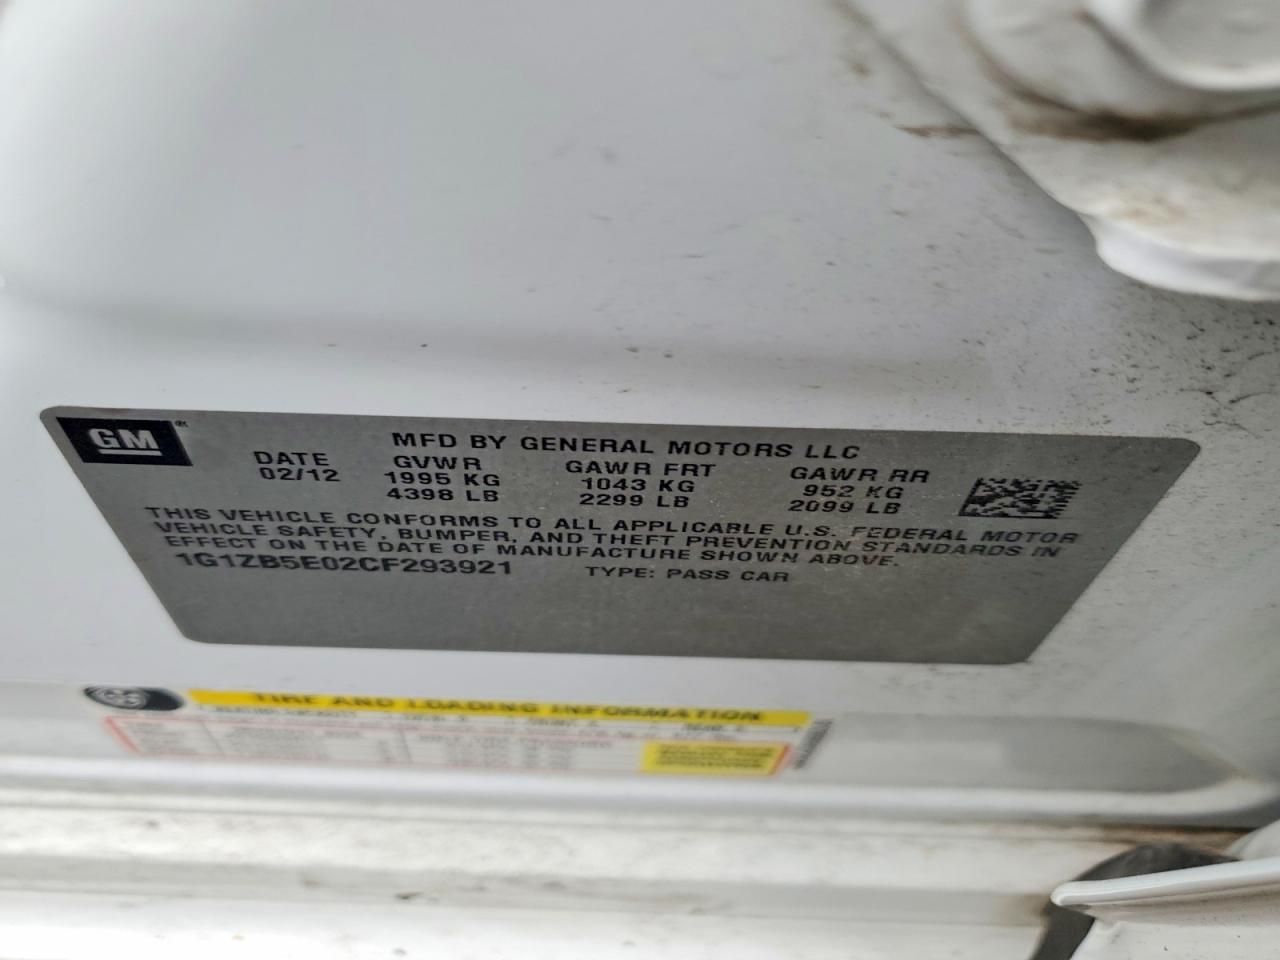 GM
MFD BY GENERAL MOTORS LLC
DATE GVWR GAWR FRT GAWR RR
02/12 1995 KG 1043 KG 952 KG
4398 LB 2299 LB 2099 LB
THIS VEHICLE CONFORMS TO ALL APPLICABLE U.S. FEDERAL MOTOR
VEHICLE SAFETY, BUMPER, AND THEFT PREVENTION STANDARDS IN
EFFECT ON THE DATE OF MANUFACTURE SHOWN ABOVE.
1G1ZB5E02CF293921 TYPE: PASS CAR
TIRE AND LOADING INFORMATION